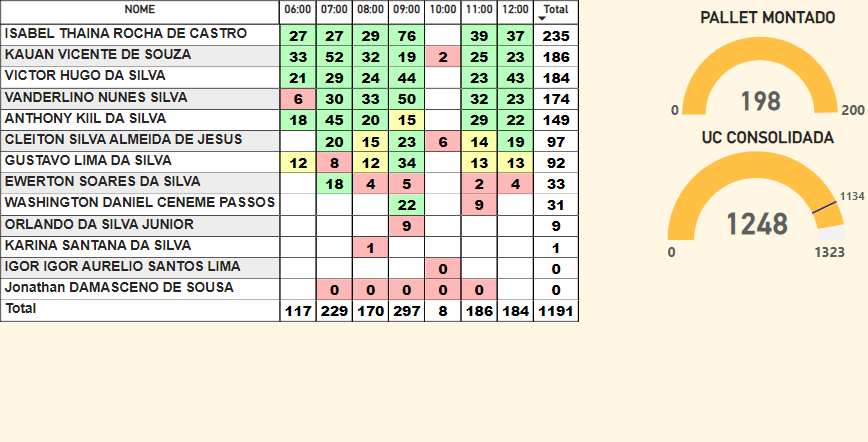 NOME 06:00 07:00 08:00 09:00 10:00 11:00 12:00 Total
ISABEL THAINA ROCHA DE CASTRO 27 27 29 76 39 37 235
KAUAN VICENTE DE SOUZA 33 52 32 19 2 25 23 186
VICTOR HUGO DA SILVA 21 29 24 44 23 43 184
VANDERLINO NUNES SILVA 6 30 33 50 32 23 174
ANTHONY KIIL DA SILVA 18 45 20 15 29 22 149
CLEITON SILVA ALMEIDA DE JESUS 20 15 23 6 14 19 97
GUSTAVO LIMA DA SILVA 12 8 12 34 13 13 92
EWERTON SOARES DA SILVA 18 4 5 2 4 33
WASHINGTON DANIEL CENEME PASSOS 22 9 31
ORLANDO DA SILVA JUNIOR 9 9
KARINA SANTANA DA SILVA 1 1
IGOR IGOR AURELIO SANTOS LIMA 0 0
Jonathan DAMASCENO DE SOUSA 0 0 0 0 0 0
Total 117 229 170 297 8 186 184 1191
PALLET MONTADO
198
0 200
UC CONSOLIDADA
1134
1248
0 1323